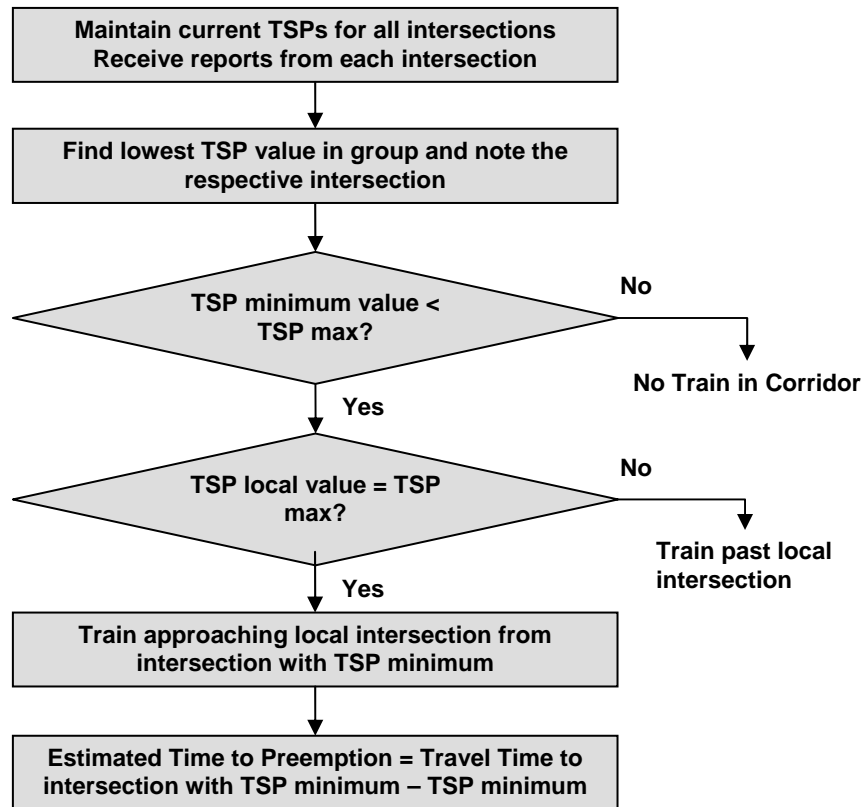 Maintain current TSPs for all intersections
Receive reports from each intersection
Find lowest TSP value in group and note the
respective intersection
TSP minimum value <
TSP max?
No
No Train in Corridor
Yes
TSP local value = TSP
max?
No
Train past local
intersection
Yes
Train approaching local intersection from
intersection with TSP minimum
Estimated Time to Preemption = Travel Time to
intersection with TSP minimum – TSP minimum